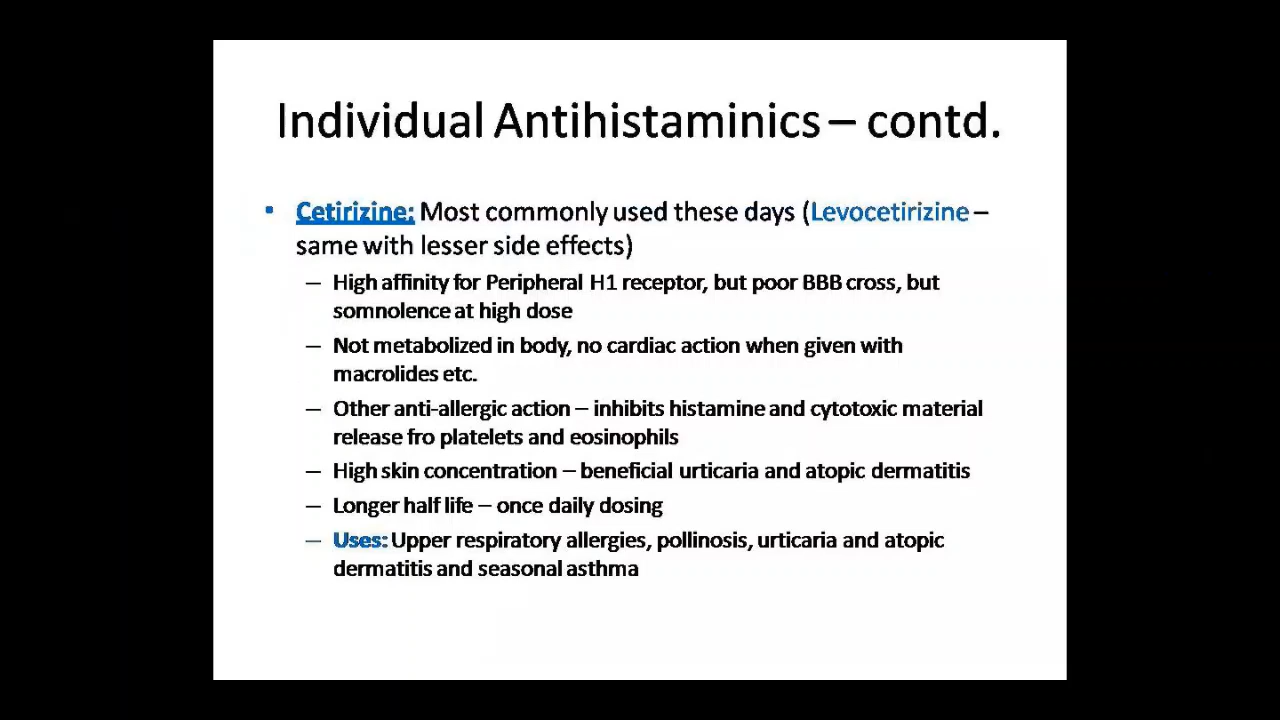 Individual Antihistaminics – contd.
▪ Cetirizine: Most commonly used these days (Levocetirizine –
same with lesser side effects)
– High affinity for Peripheral H1 receptor, but poor BBB cross, but
somnolence at high dose
– Not metabolized in body, no cardiac action when given with
macrolides etc.
– Other anti-allergic action – inhibits histamine and cytotoxic material
release fro platelets and eosinophils
– High skin concentration – beneficial urticaria and atopic dermatitis
– Longer half life – once daily dosing
– Uses: Upper respiratory allergies, pollinosis, urticaria and atopic
dermatitis and seasonal asthma